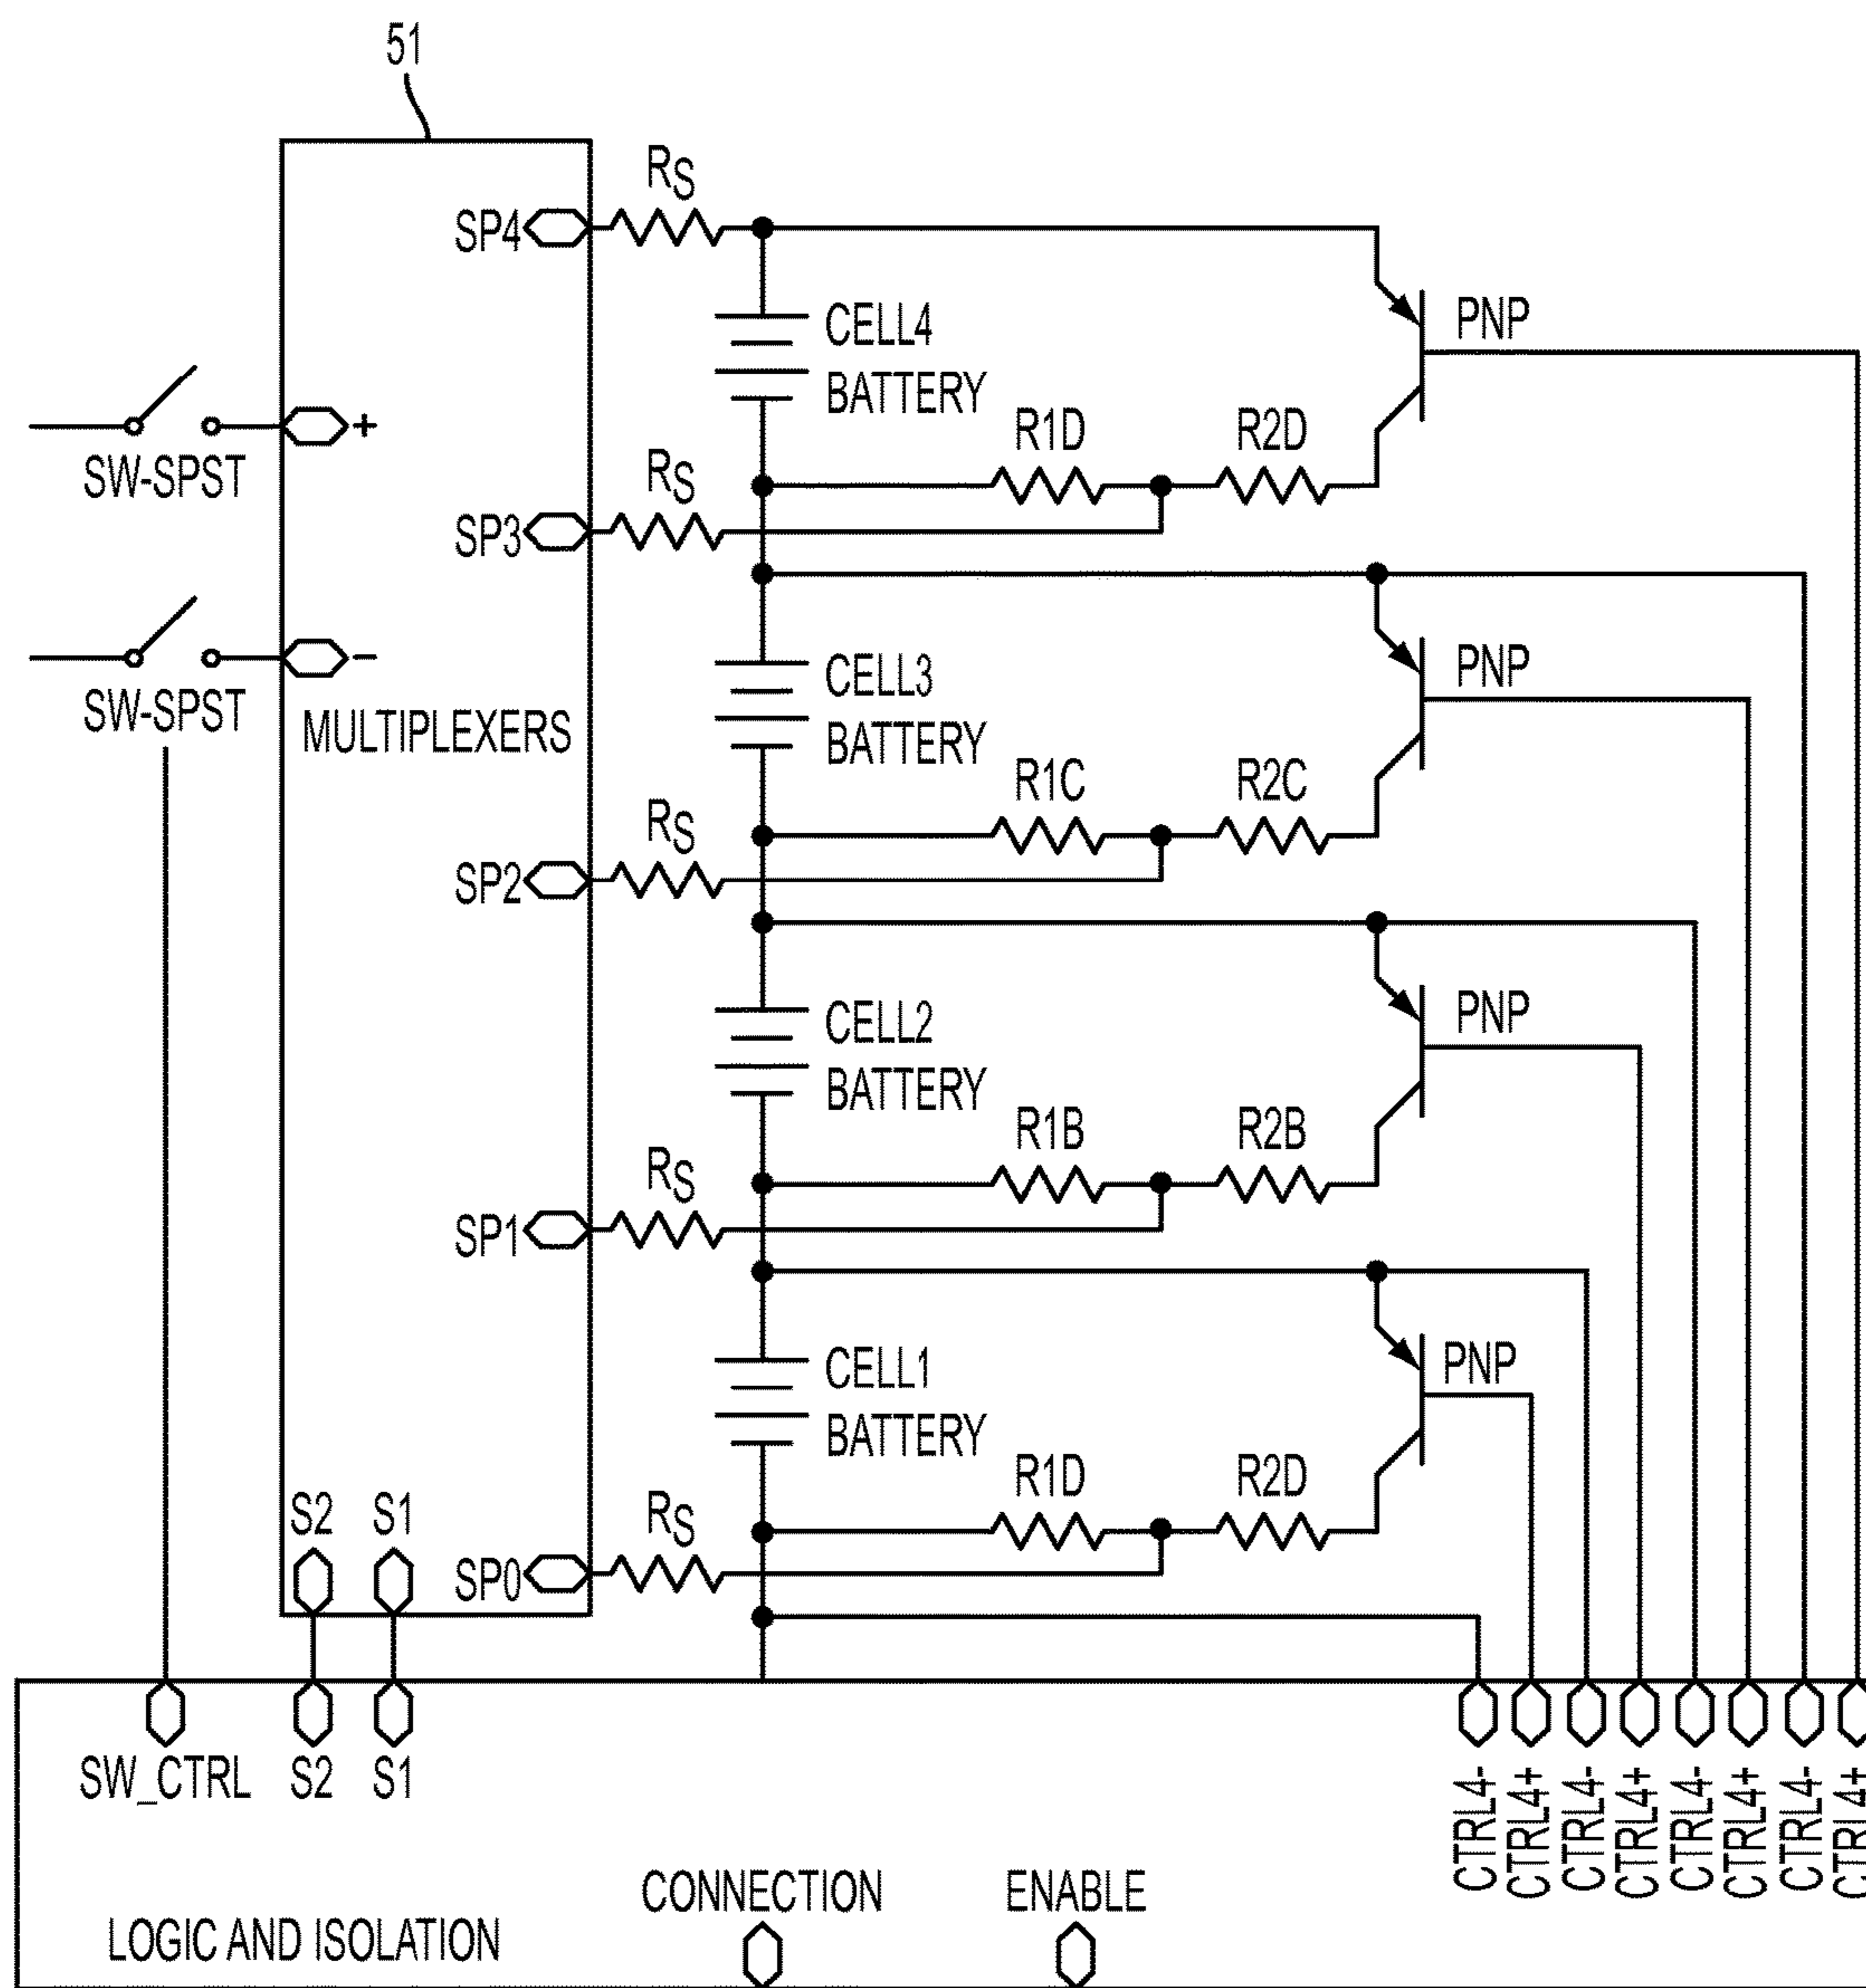 51
RS
SP4
CELL4
BATTERY
PNP
+
SW-SPST
R1D
R2D
RS
SP3
-
SW-SPST
MULTIPLEXERS
CELL3
BATTERY
PNP
R1C
R2C
RS
SP2
CELL2
BATTERY
PNP
R1B
R2B
RS
SP1
CELL1
BATTERY
PNP
R1D
R2D
RS
SP0
S2
S1
SW_CTRL
S2
S1
CTRL4-
CTRL4+
CTRL4-
CTRL4+
CTRL4-
CTRL4+
CTRL4-
CTRL4+
CONNECTION
ENABLE
LOGIC AND ISOLATION